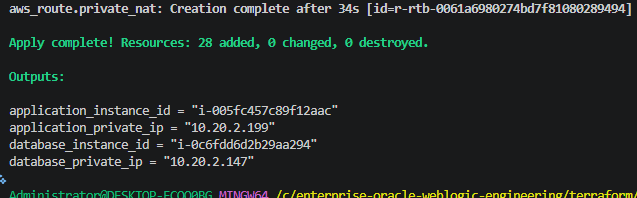 aws_route.private_nat: Creation complete after 34s [id=r-rtb-0061a6980274bd7f81080289494]
Apply complete! Resources: 28 added, 0 changed, 0 destroyed.
Outputs:
application_instance_id = "i-005fc457c89f12aac"
application_private_ip = "10.20.2.199"
database_instance_id = "i-0c6fdd6d2b29aa294"
database_private_ip = "10.20.2.147"
Administrator@DESKTOP-FCOO0BG MINGW64 /c/enterprise-oracle-weblogic-engineering/terraform/